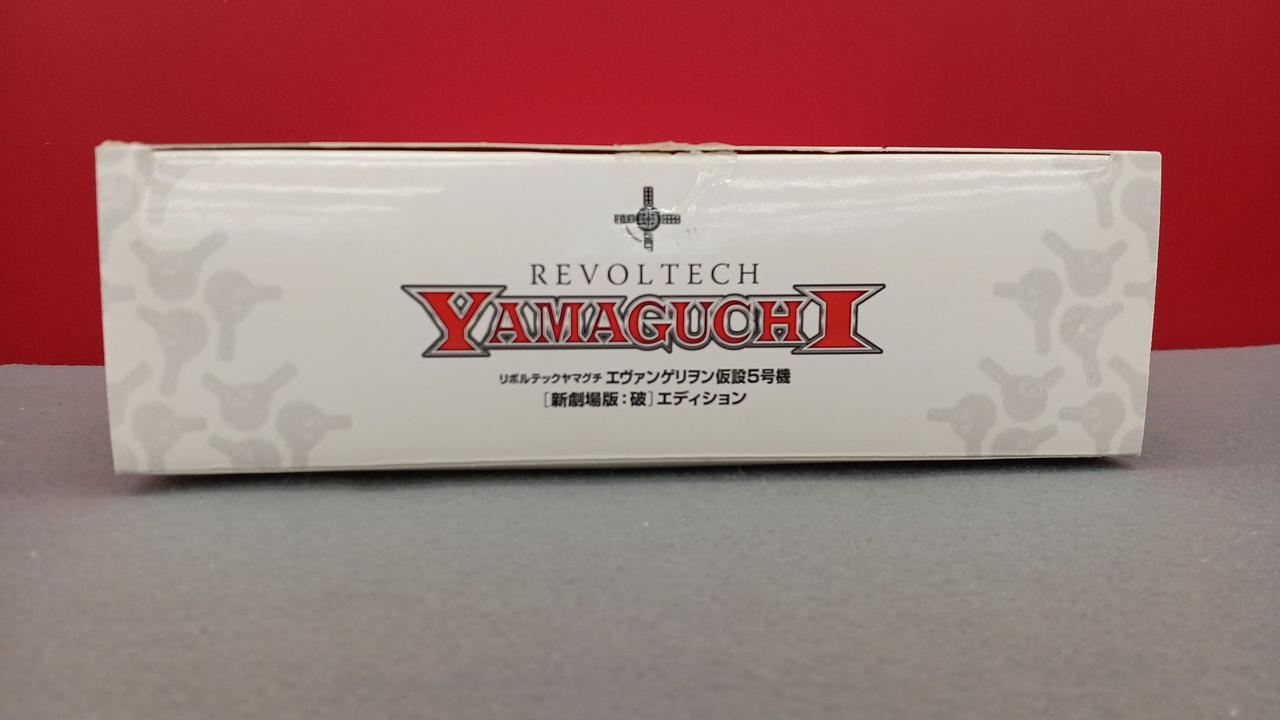 REVOLTECH
YAMAGUCHI
リボルテックヤマグチ エヴァンゲリヲン仮設5号機
[新劇場版:破]エディション